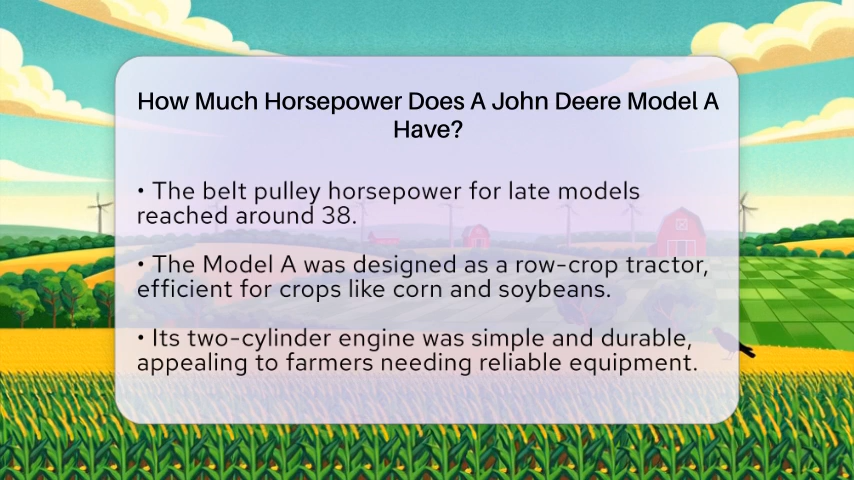 How Much Horsepower Does A John Deere Model A
Have?
• The belt pulley horsepower for late models
reached around 38.
• The Model A was designed as a row-crop tractor,
efficient for crops like corn and soybeans.
• Its two-cylinder engine was simple and durable,
appealing to farmers needing reliable equipment.